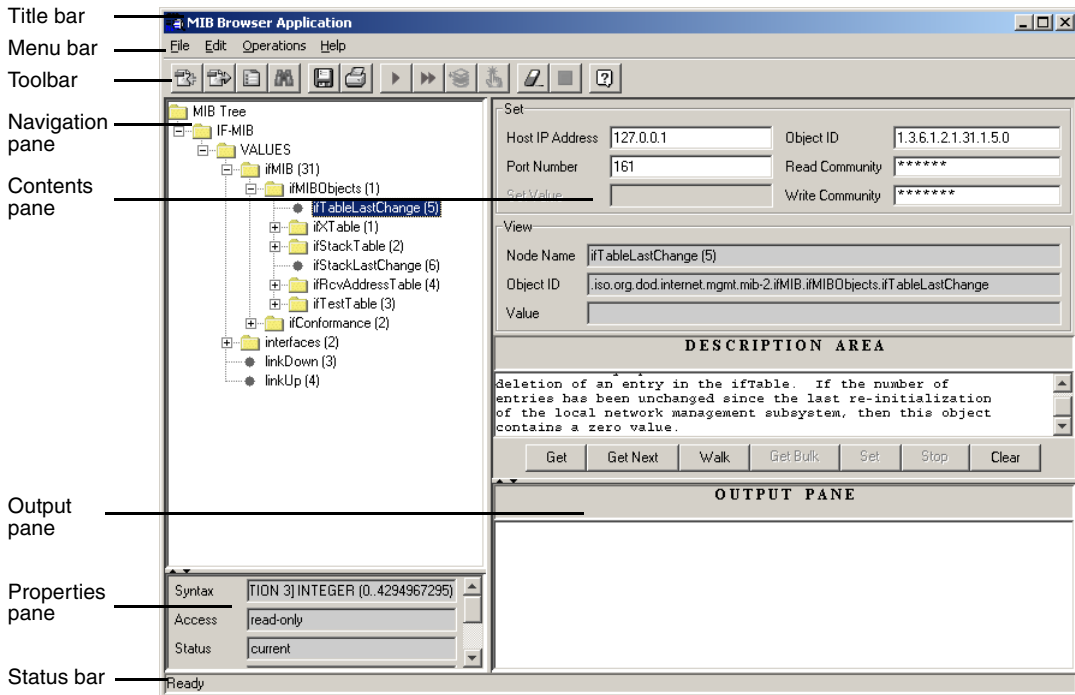 Title bar
Menu bar
Toolbar
Navigation
pane
Contents
pane
Output
pane
Properties
pane
Status bar
MIB Browser Application
File Edit Operations Help
MIB Tree
IF-MIB
VALUES
ifMIB (31)
ifMIBObjects (1)
ifTableLastChange (5)
ifXTable (1)
ifStackTable (2)
ifStackLastChange (6)
ifRcvAddressTable (4)
ifTestTable (3)
ifConformance (2)
interfaces (2)
linkDown (3)
linkUp (4)
Syntax TION 3] INTEGER (0..4294967295)
Access read-only
Status current
Set
Host IP Address 127.0.0.1 Object ID 1.3.6.1.2.1.31.1.5.0
Port Number 161 Read Community ******
Set Value Write Community *******
View
Node Name ifTableLastChange (5)
Object ID .iso.org.dod.internet.mgmt.mib-2.ifMIB.ifMIBObjects.ifTableLastChange
Value
DESCRIPTION AREA
deletion of an entry in the ifTable. If the number of
entries has been unchanged since the last re-initialization
of the local network management subsystem, then this object
contains a zero value.
Get Get Next Walk Get Bulk Set Stop Clear
OUTPUT PANE
Ready